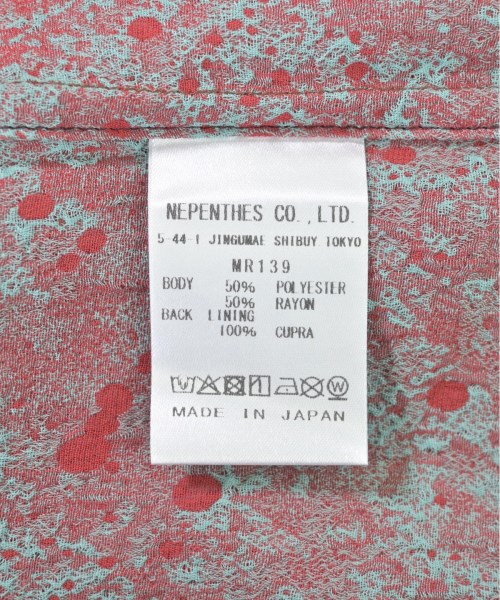 NEPENTHES CO.,LTD.
5-44-1 JINGUMAE SHIBUY TOKYO
MR139
BODY 50% POLYESTER
50% RAYON
BACK LINING
100% CUPRA
MADE IN JAPAN